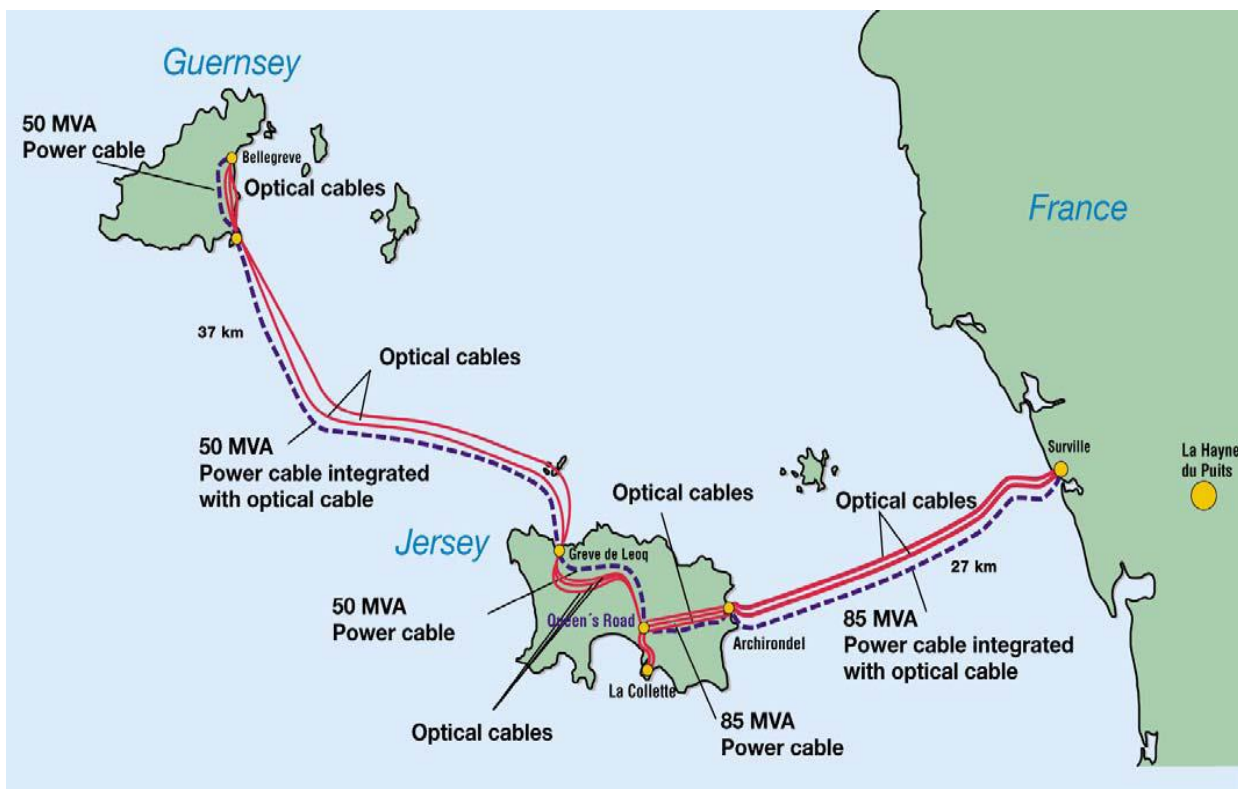 Guernsey
50 MVA
Power cable
Bellegreve
Optical cables
France
37 km
Optical cables
50 MVA
Power cable integrated
with optical cable
Surville
La Hayne
du Puits
Optical cables
Optical cables
27 km
Jersey
Greve de Lecq
50 MVA
Power cable
Queen´s Road
Archirondel
85 MVA
Power cable integrated
with optical cable
La Collette
Optical cables
85 MVA
Power cable